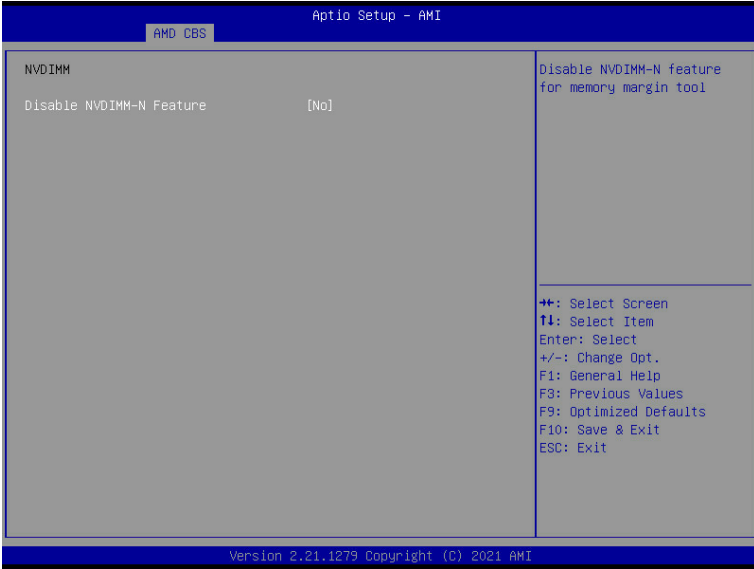 Aptio Setup – AMI
AMD CBS
NVDIMM
Disable NVDIMM-N Feature [No]
Disable NVDIMM-N feature
for memory margin tool
→←: Select Screen
↑↓: Select Item
Enter: Select
+/-: Change Opt.
F1: General Help
F3: Previous Values
F9: Optimized Defaults
F10: Save & Exit
ESC: Exit
Version 2.21.1279 Copyright (C) 2021 AMI